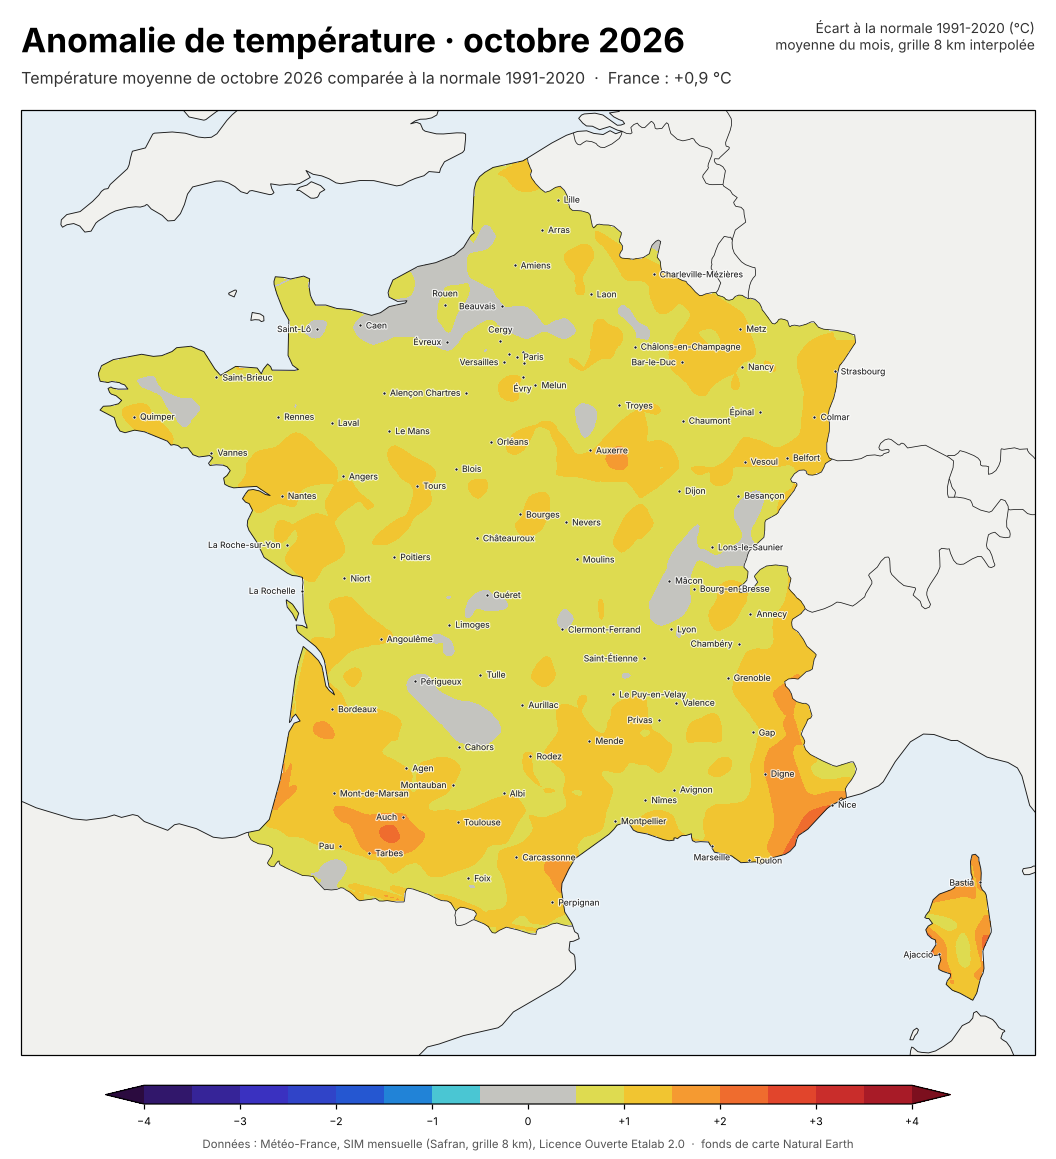 Anomalie de température · octobre 2026
Écart à la normale 1991-2020 (°C)
moyenne du mois, grille 8 km interpolée
Température moyenne de octobre 2026 comparée à la normale 1991-2020 · France : +0,9 °C
Lille
Arras
Amiens
Charleville-Mézières
Rouen
Beauvais
Laon
Saint-Lô
Caen
Cergy
Metz
Évreux
Châlons-en-Champagne
Versailles
Paris
Bar-le-Duc
Nancy
Strasbourg
Saint-Brieuc
Évry
Melun
Alençon
Chartres
Quimper
Rennes
Laval
Troyes
Épinal
Colmar
Chaumont
Le Mans
Orléans
Auxerre
Vannes
Vesoul
Belfort
Blois
Angers
Tours
Nantes
Dijon
Besançon
Bourges
Nevers
La Roche-sur-Yon
Châteauroux
Lons-le-Saunier
Poitiers
Moulins
Niort
Mâcon
La Rochelle
Guéret
Bourg-en-Bresse
Annecy
Limoges
Clermont-Ferrand
Lyon
Angoulême
Chambéry
Saint-Étienne
Périgueux
Tulle
Grenoble
Le Puy-en-Velay
Valence
Bordeaux
Aurillac
Privas
Gap
Cahors
Mende
Rodez
Agen
Digne
Montauban
Mont-de-Marsan
Albi
Avignon
Nîmes
Nice
Auch
Toulouse
Montpellier
Pau
Tarbes
Carcassonne
Marseille
Toulon
Foix
Bastia
Perpignan
Ajaccio
−4 −3 −2 −1 0 +1 +2 +3 +4
Données : Météo-France, SIM mensuelle (Safran, grille 8 km), Licence Ouverte Etalab 2.0 · fonds de carte Natural Earth